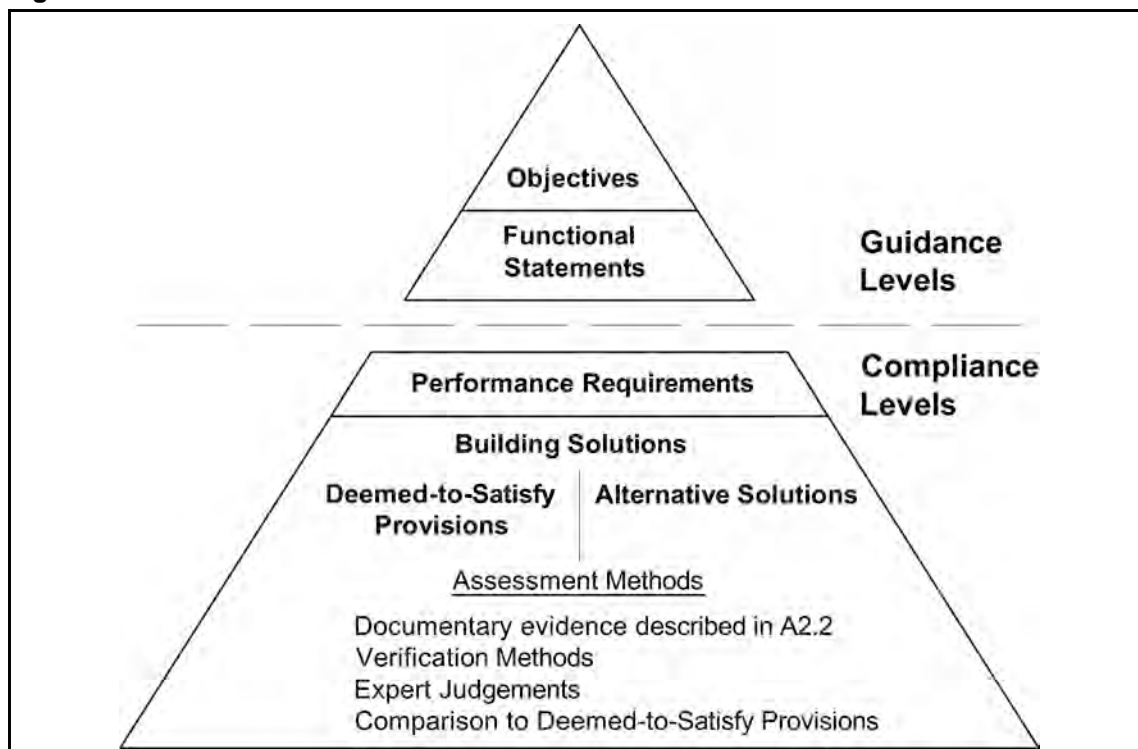 Objectives
Functional
Statements
Guidance
Levels
Compliance
Levels
Performance Requirements
Building Solutions
Deemed-to-Satisfy
Provisions
Alternative Solutions
Assessment Methods
Documentary evidence described in A2.2
Verification Methods
Expert Judgements
Comparison to Deemed-to-Satisfy Provisions